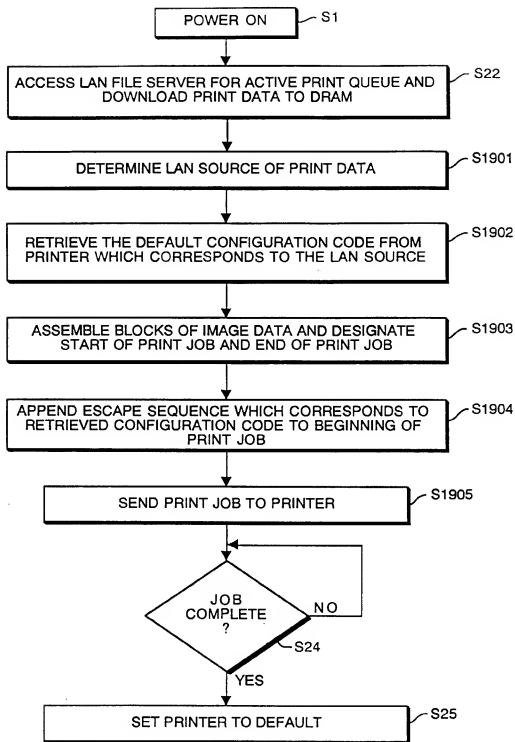 POWER ON
S1
ACCESS LAN FILE SERVER FOR ACTIVE PRINT QUEUE AND
DOWNLOAD PRINT DATA TO DRAM
S22
DETERMINE LAN SOURCE OF PRINT DATA
S1901
RETRIEVE THE DEFAULT CONFIGURATION CODE FROM
PRINTER WHICH CORRESPONDS TO THE LAN SOURCE
S1902
ASSEMBLE BLOCKS OF IMAGE DATA AND DESIGNATE
START OF PRINT JOB AND END OF PRINT JOB
S1903
APPEND ESCAPE SEQUENCE WHICH CORRESPONDS TO
RETRIEVED CONFIGURATION CODE TO BEGINNING OF
PRINT JOB
S1904
SEND PRINT JOB TO PRINTER
S1905
JOB
COMPLETE
?
NO
S24
YES
SET PRINTER TO DEFAULT
S25